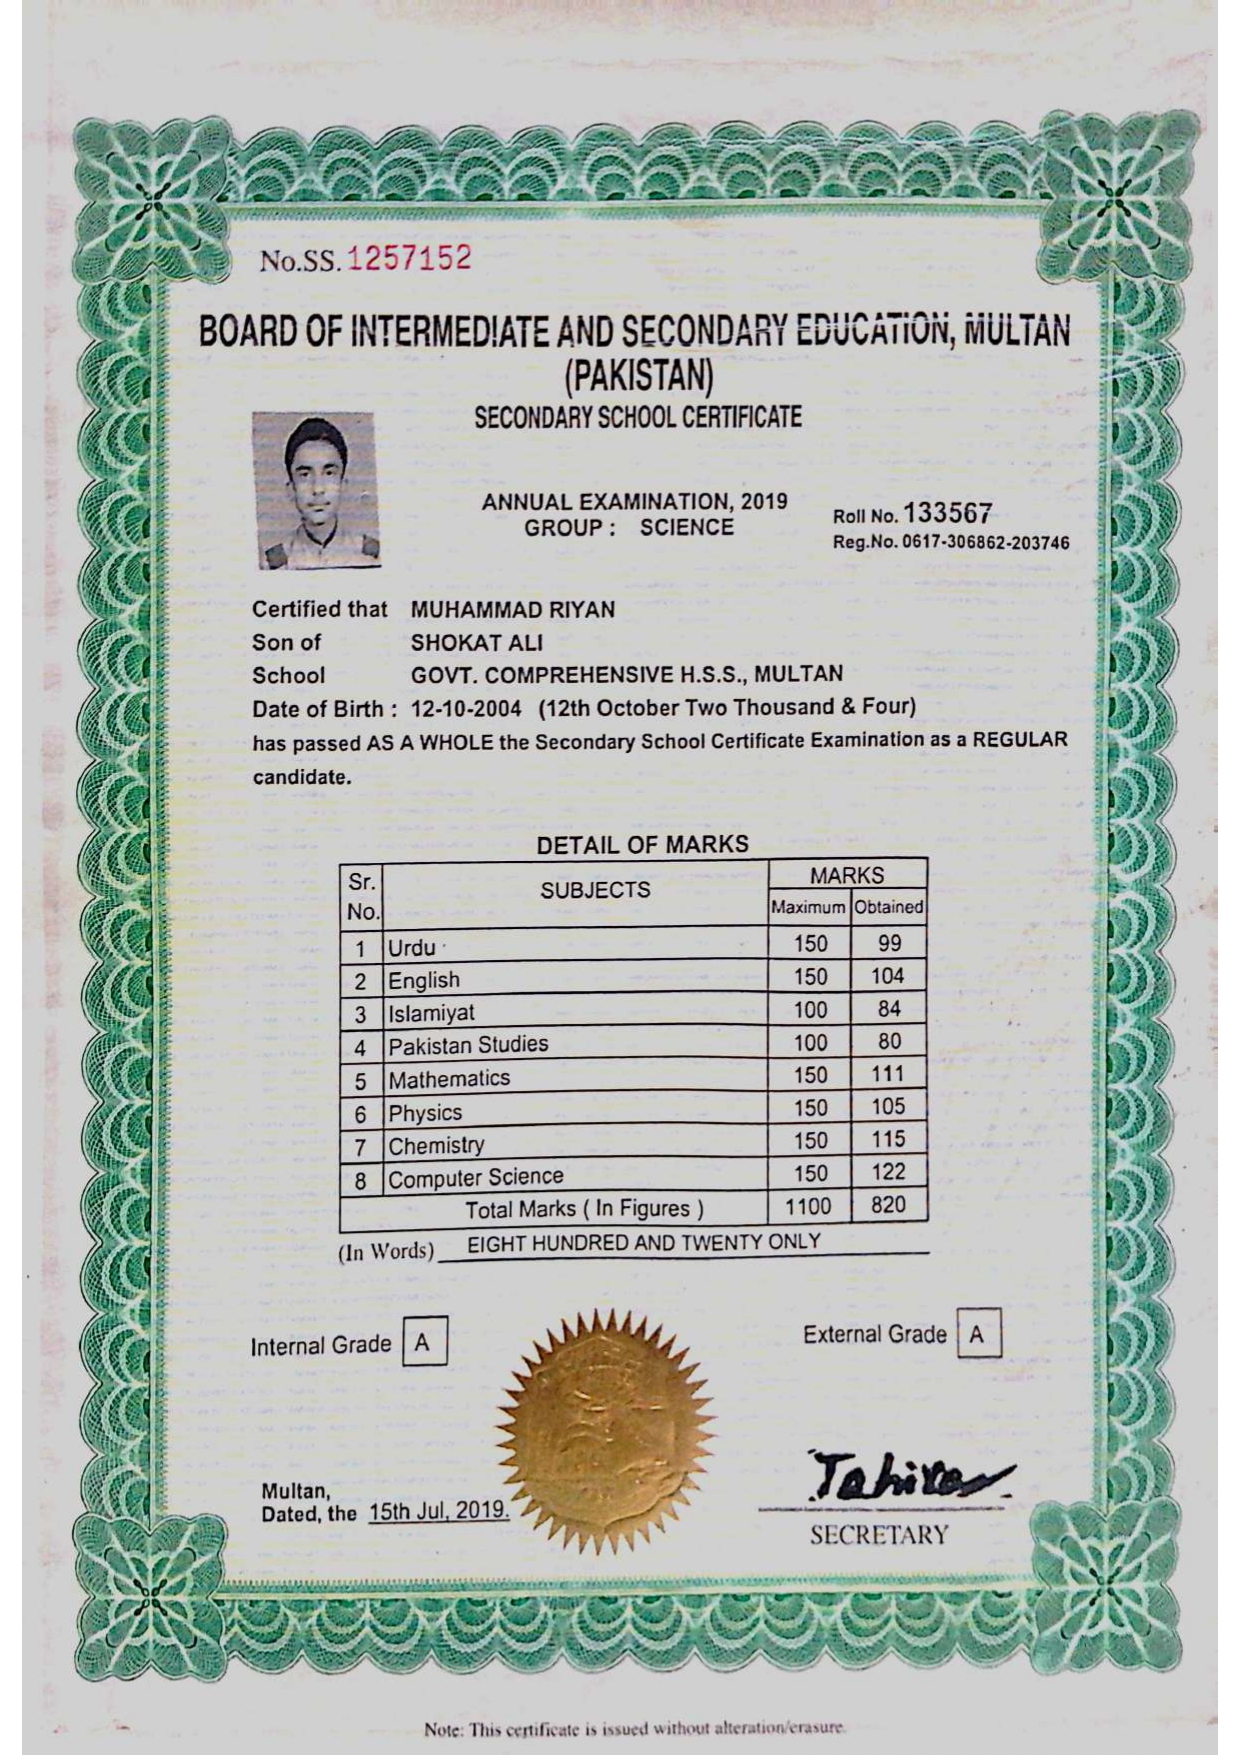 No.SS. 1257152
BOARD OF INTERMEDIATE AND SECONDARY EDUCATION, MULTAN
(PAKISTAN)
SECONDARY SCHOOL CERTIFICATE
ANNUAL EXAMINATION, 2019
GROUP : SCIENCE
Roll No. 133567
Reg.No. 0617-306862-203746
Certified that MUHAMMAD RIYAN
Son of SHOKAT ALI
School GOVT. COMPREHENSIVE H.S.S., MULTAN
Date of Birth : 12-10-2004 (12th October Two Thousand & Four)
has passed AS A WHOLE the Secondary School Certificate Examination as a REGULAR
candidate.
DETAIL OF MARKS
Sr. No. SUBJECTS MARKS
Maximum Obtained
1 Urdu 150 99
2 English 150 104
3 Islamiyat 100 84
4 Pakistan Studies 100 80
5 Mathematics 150 111
6 Physics 150 105
7 Chemistry 150 115
8 Computer Science 150 122
Total Marks ( In Figures ) 1100 820
(In Words) EIGHT HUNDRED AND TWENTY ONLY
Internal Grade A
External Grade A
Multan,
Dated, the 15th Jul, 2019.
Tahira
SECRETARY
Note: This certificate is issued without alteration/erasure.